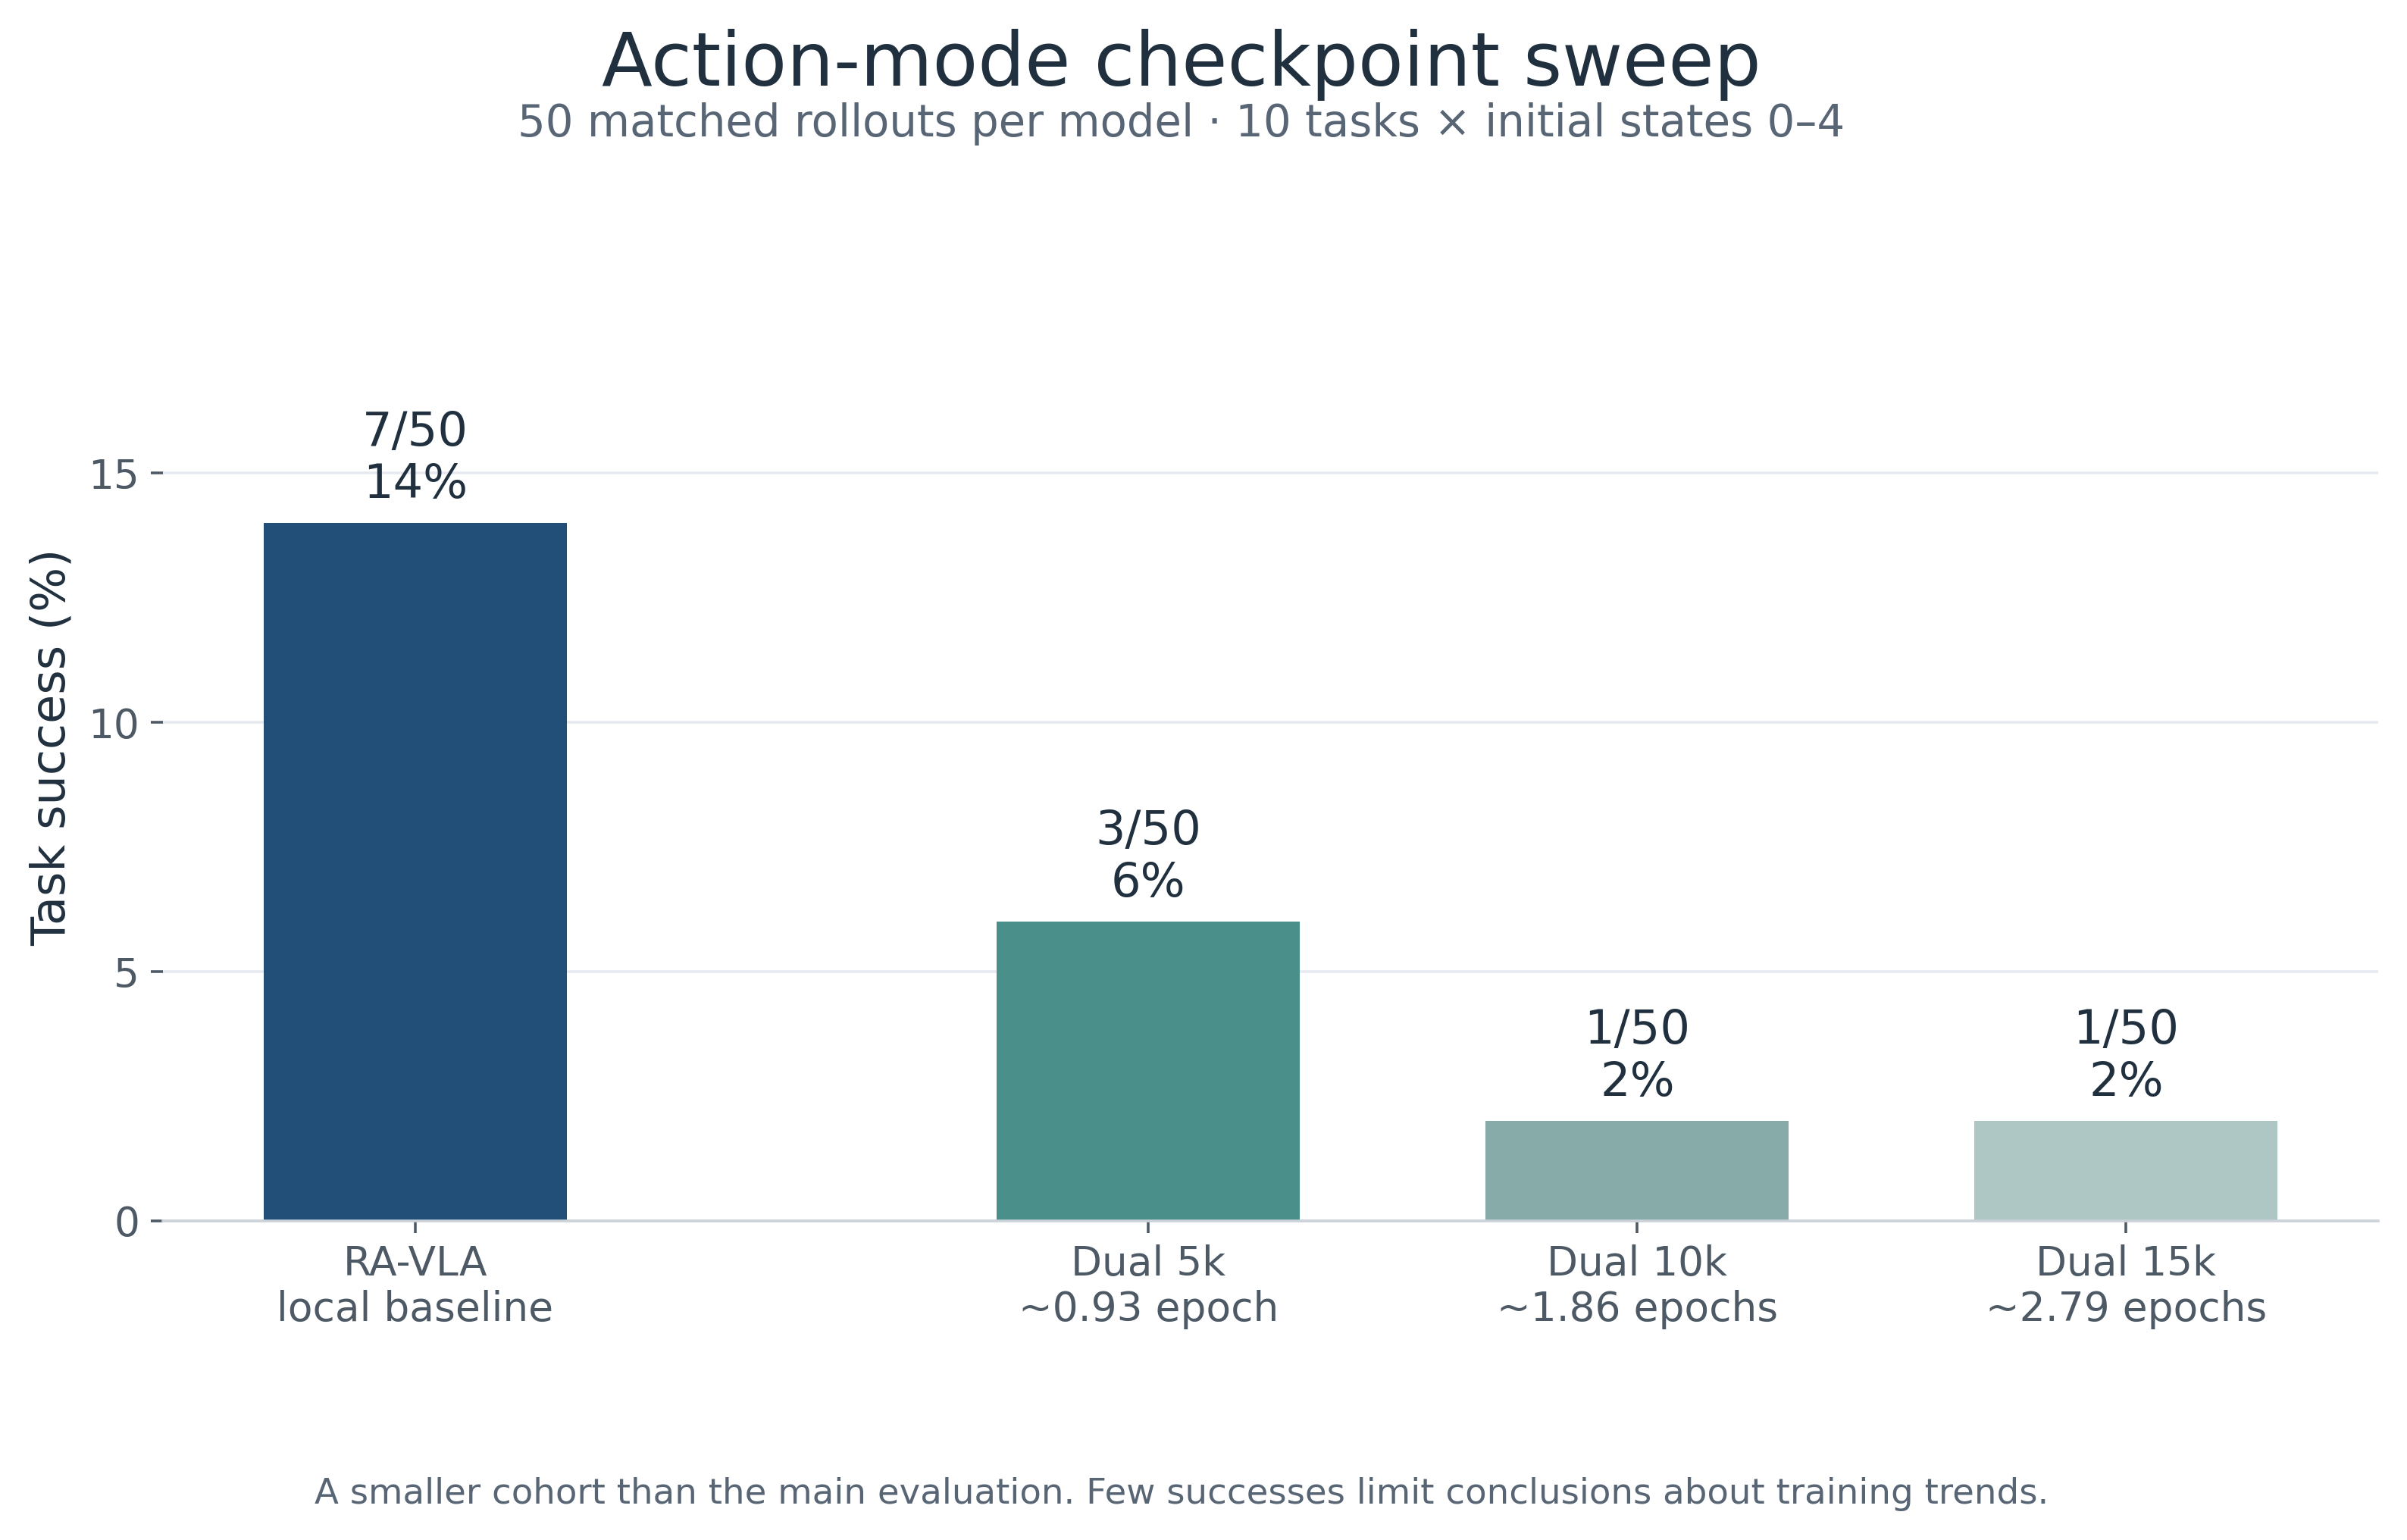 Action-mode checkpoint sweep
50 matched rollouts per model · 10 tasks × initial states 0–4
Task success (%)
15
10
5
0
7/50
14%
3/50
6%
1/50
2%
1/50
2%
RA-VLA
local baseline
Dual 5k
~0.93 epoch
Dual 10k
~1.86 epochs
Dual 15k
~2.79 epochs
A smaller cohort than the main evaluation. Few successes limit conclusions about training trends.